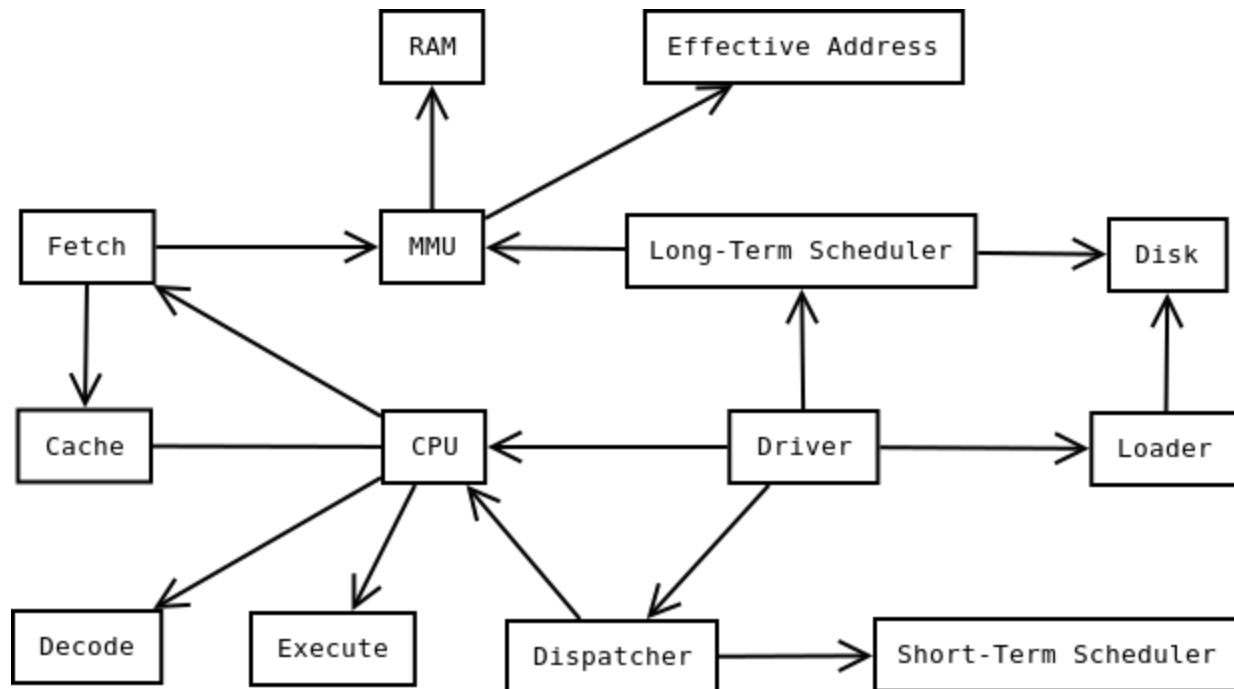 RAM
Effective Address
Fetch
MMU
Long-Term Scheduler
Disk
Cache
CPU
Driver
Loader
Decode
Execute
Dispatcher
Short-Term Scheduler